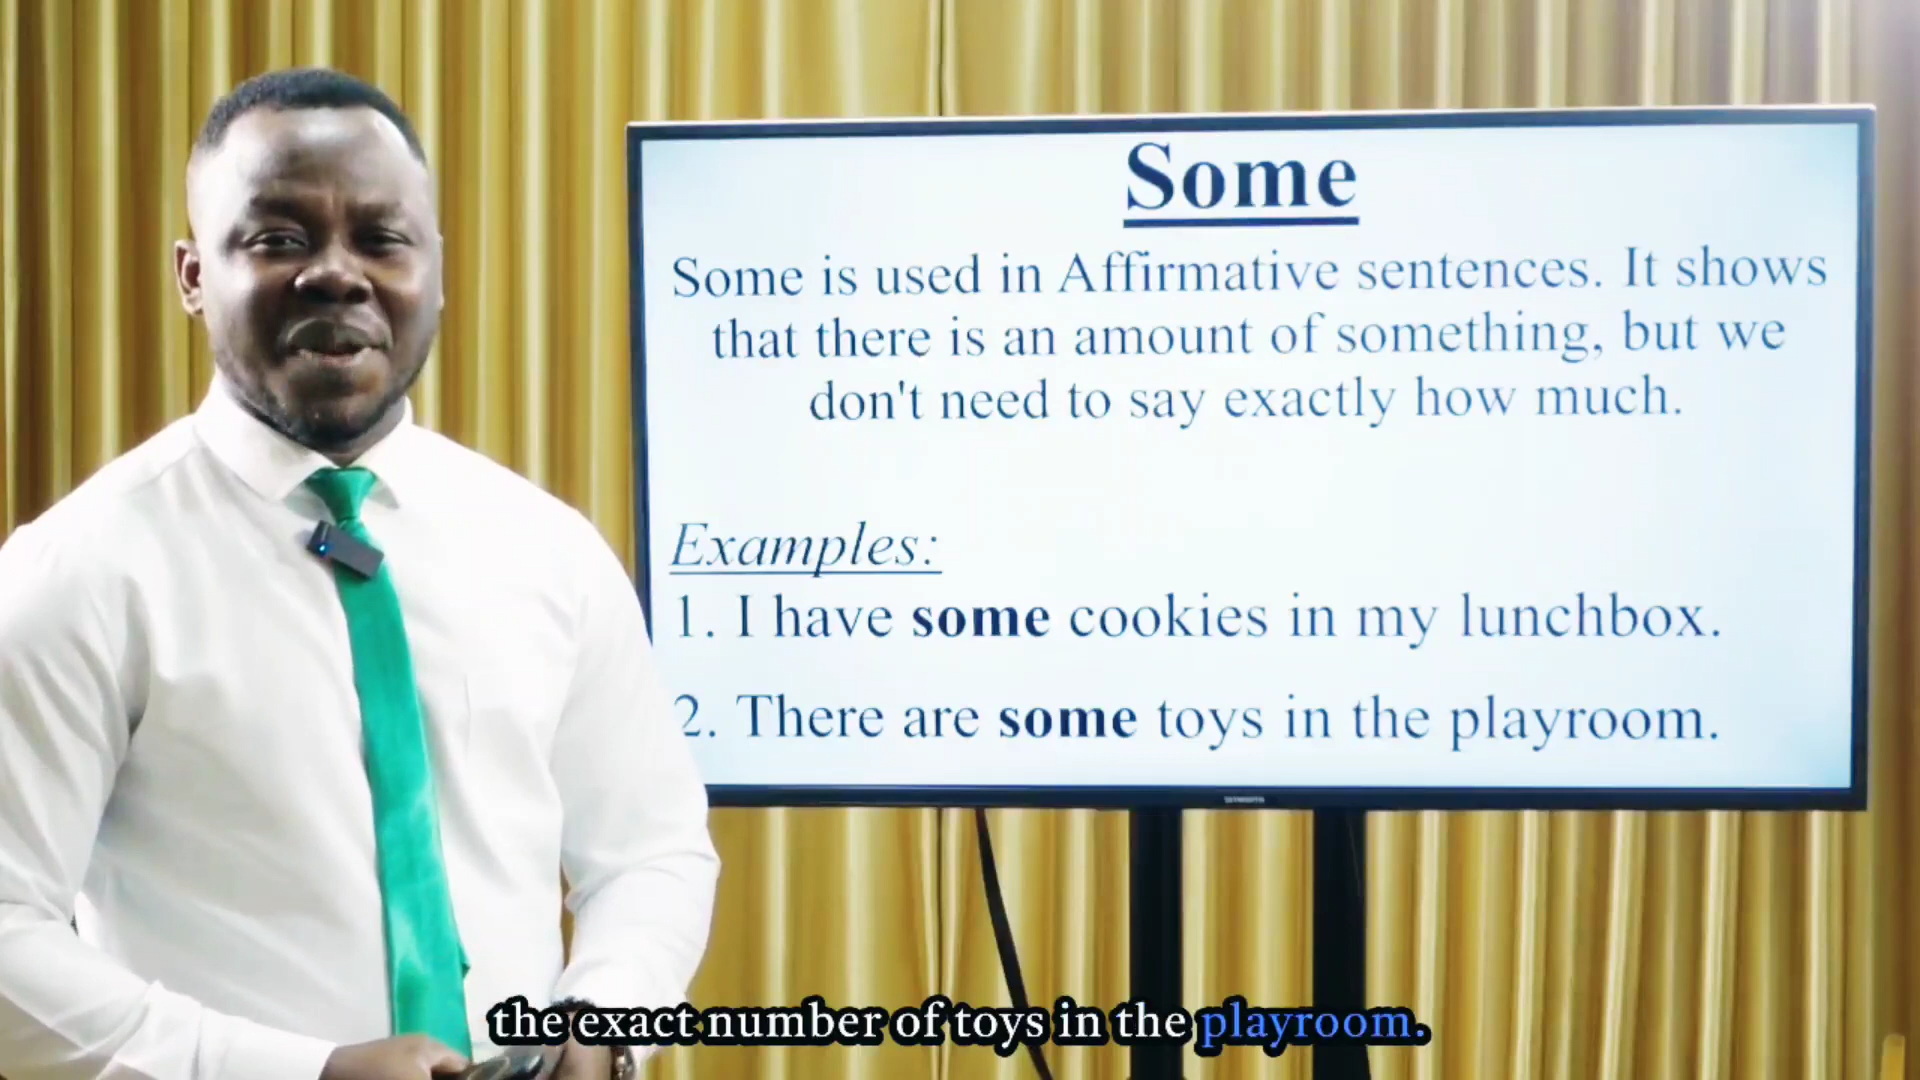 Some
Some is used in Affirmative sentences. It shows
that there is an amount of something, but we
don't need to say exactly how much.
Examples:
1. I have some cookies in my lunchbox.
2. There are some toys in the playroom.
the exact number of toys in the playroom.